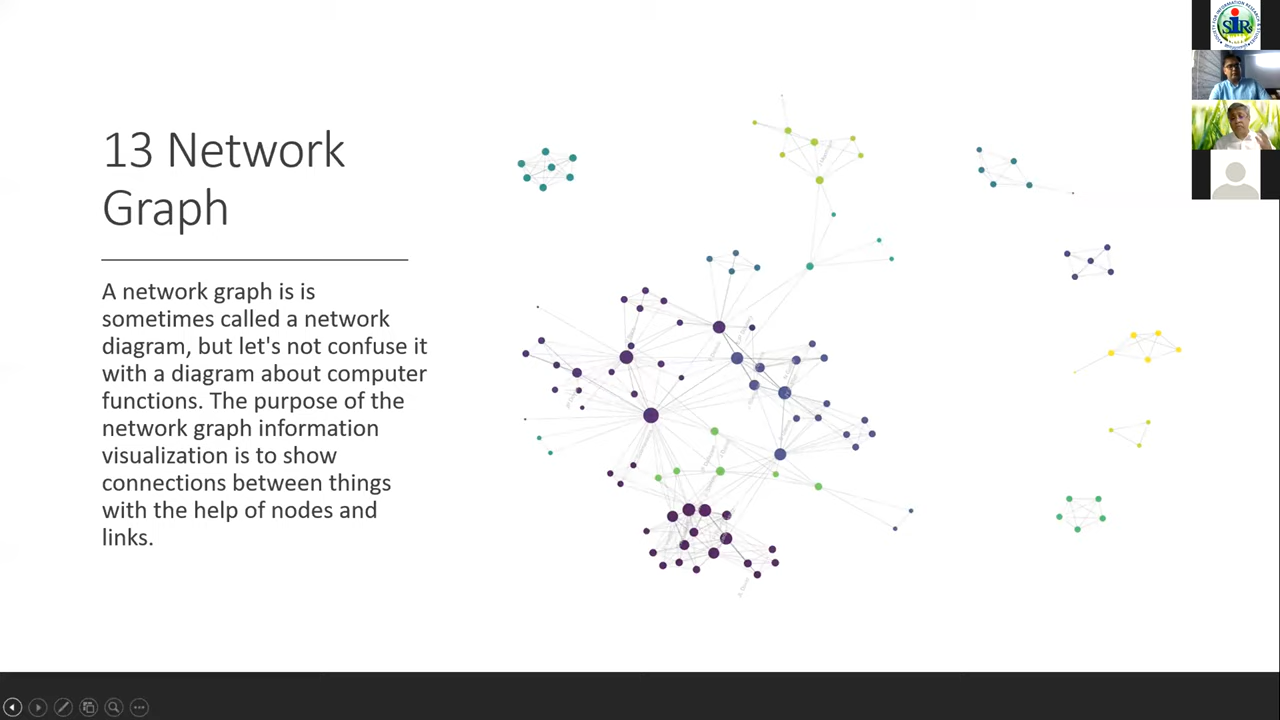 13 Network
Graph
A network graph is is
sometimes called a network
diagram, but let's not confuse it
with a diagram about computer
functions. The purpose of the
network graph information
visualization is to show
connections between things
with the help of nodes and
links.